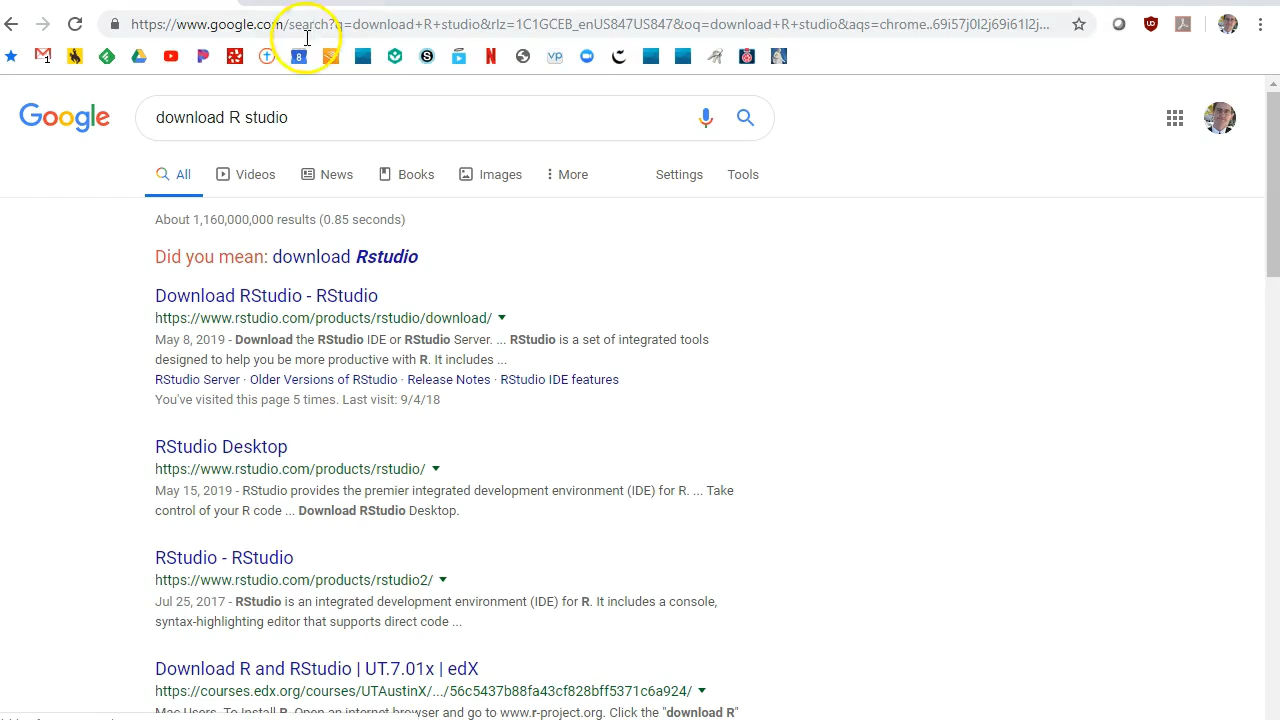 https://www.google.com/search?q=download+R+studio&rlz=1C1GCEB_enUS847US847&oq=download+R+studio&aqs=chrome..69i57j0l2j69i61l2j...
1
8
S
N
vp
Google
download R studio
All Videos News Books Images More Settings Tools
About 1,160,000,000 results (0.85 seconds)
Did you mean: download Rstudio
Download RStudio - RStudio
https://www.rstudio.com/products/rstudio/download/
May 8, 2019 - Download the RStudio IDE or RStudio Server. ... RStudio is a set of integrated tools
designed to help you be more productive with R. It includes ...
RStudio Server · Older Versions of RStudio · Release Notes · RStudio IDE features
You've visited this page 5 times. Last visit: 9/4/18
RStudio Desktop
https://www.rstudio.com/products/rstudio/
May 15, 2019 - RStudio provides the premier integrated development environment (IDE) for R. ... Take
control of your R code ... Download RStudio Desktop.
RStudio - RStudio
https://www.rstudio.com/products/rstudio2/
Jul 25, 2017 - RStudio is an integrated development environment (IDE) for R. It includes a console,
syntax-highlighting editor that supports direct code ...
Download R and RStudio | UT.7.01x | edX
https://courses.edx.org/courses/UTAustinX/.../56c5437b88fa43cf828bff5371c6a924/
Mac Users. To Install R. Open an internet browser and go to www.r-project.org. Click the "download R"